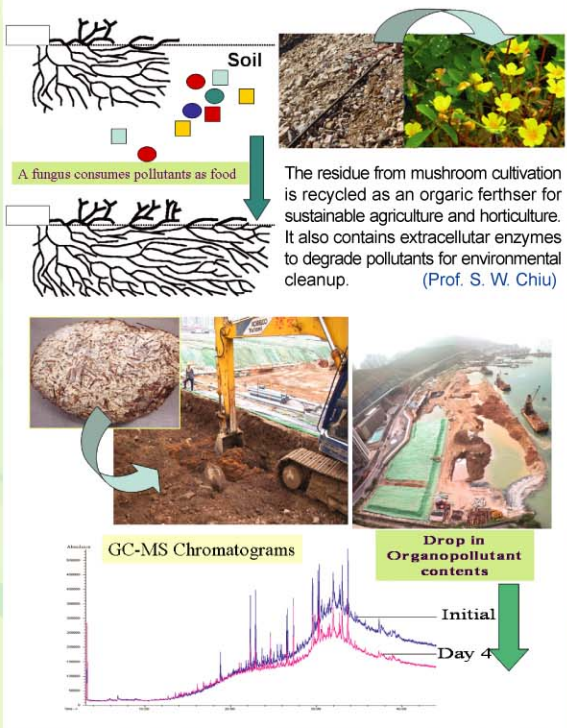 Soil
A fungus consumes pollutants as food
The residue from mushroom cultivation
is recycled as an orgaric ferthser for
sustainable agriculture and horticulture.
It also contains extracellutar enzymes
to degrade pollutants for environmental
cleanup. (Prof. S. W. Chiu)
GC-MS Chromatograms
Drop in
Organopollutant
contents
Initial
Day 4